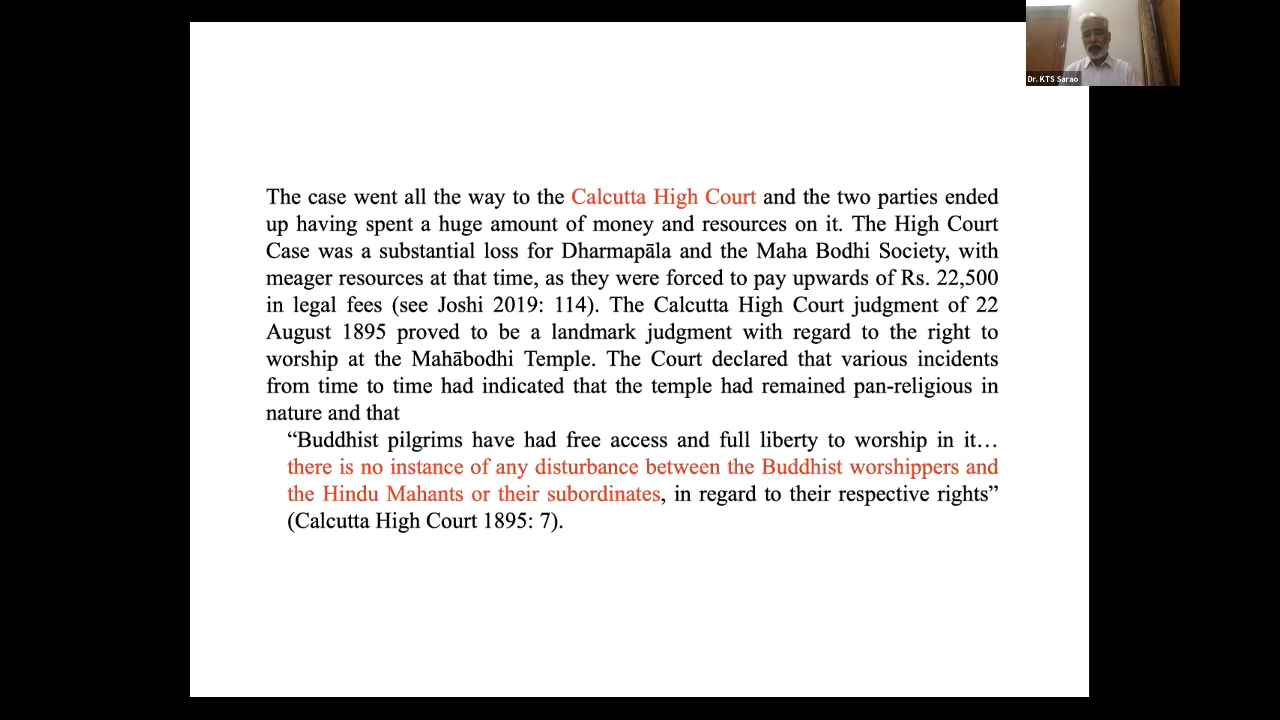 Dr. KTS Sarao
The case went all the way to the Calcutta High Court and the two parties ended
up having spent a huge amount of money and resources on it. The High Court
Case was a substantial loss for Dharmapāla and the Maha Bodhi Society, with
meager resources at that time, as they were forced to pay upwards of Rs. 22,500
in legal fees (see Joshi 2019: 114). The Calcutta High Court judgment of 22
August 1895 proved to be a landmark judgment with regard to the right to
worship at the Mahābodhi Temple. The Court declared that various incidents
from time to time had indicated that the temple had remained pan-religious in
nature and that
“Buddhist pilgrims have had free access and full liberty to worship in it…
there is no instance of any disturbance between the Buddhist worshippers and
the Hindu Mahants or their subordinates, in regard to their respective rights”
(Calcutta High Court 1895: 7).